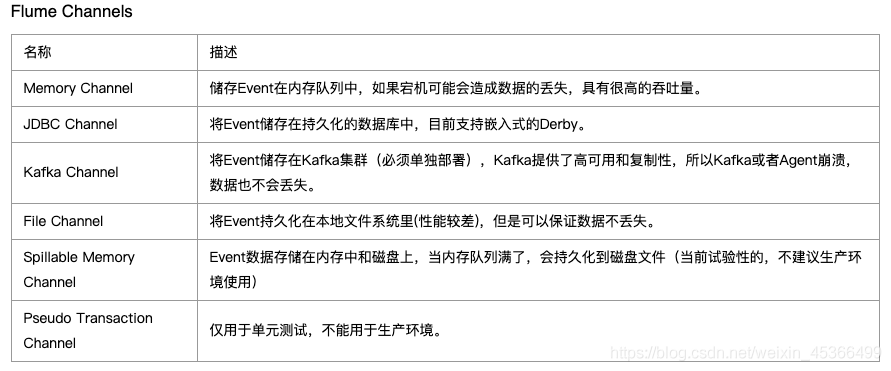 Flume Channels
名称 描述
Memory Channel 储存Event在内存队列中，如果宕机可能会造成数据的丢失，具有很高的吞吐量。
JDBC Channel 将Event储存在持久化的数据库中，目前支持嵌入式的Derby。
Kafka Channel 将Event储存在Kafka集群（必须单独部署），Kafka提供了高可用和复制性，所以Kafka或者Agent崩溃，
数据也不会丢失。
File Channel 将Event持久化在本地文件系统里(性能较差)，但是可以保证数据不丢失。
Spillable Memory
Channel
Event数据存储在内存中和磁盘上，当内存队列满了，会持久化到磁盘文件（当前试验性的，不建议生产环
境使用）
Pseudo Transaction
Channel
仅用于单元测试，不能用于生产环境。
https://blog.csdn.net/weixin_45366499